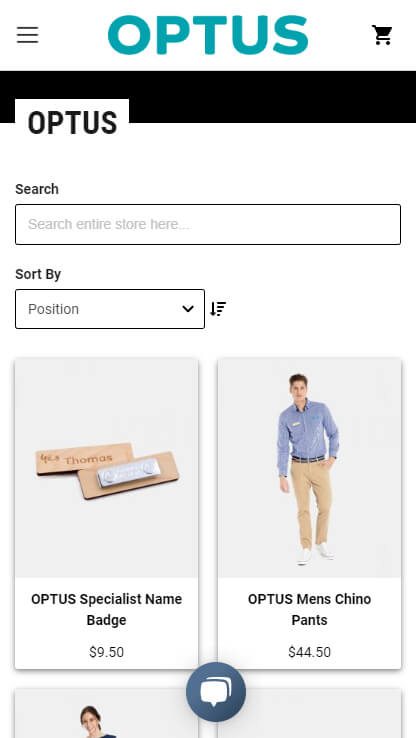 OPTUS
OPTUS
Search
Search entire store here...
Sort By
Position
yes Thomas
OPTUS Specialist Name
Badge
$9.50
OPTUS Mens Chino
Pants
$44.50